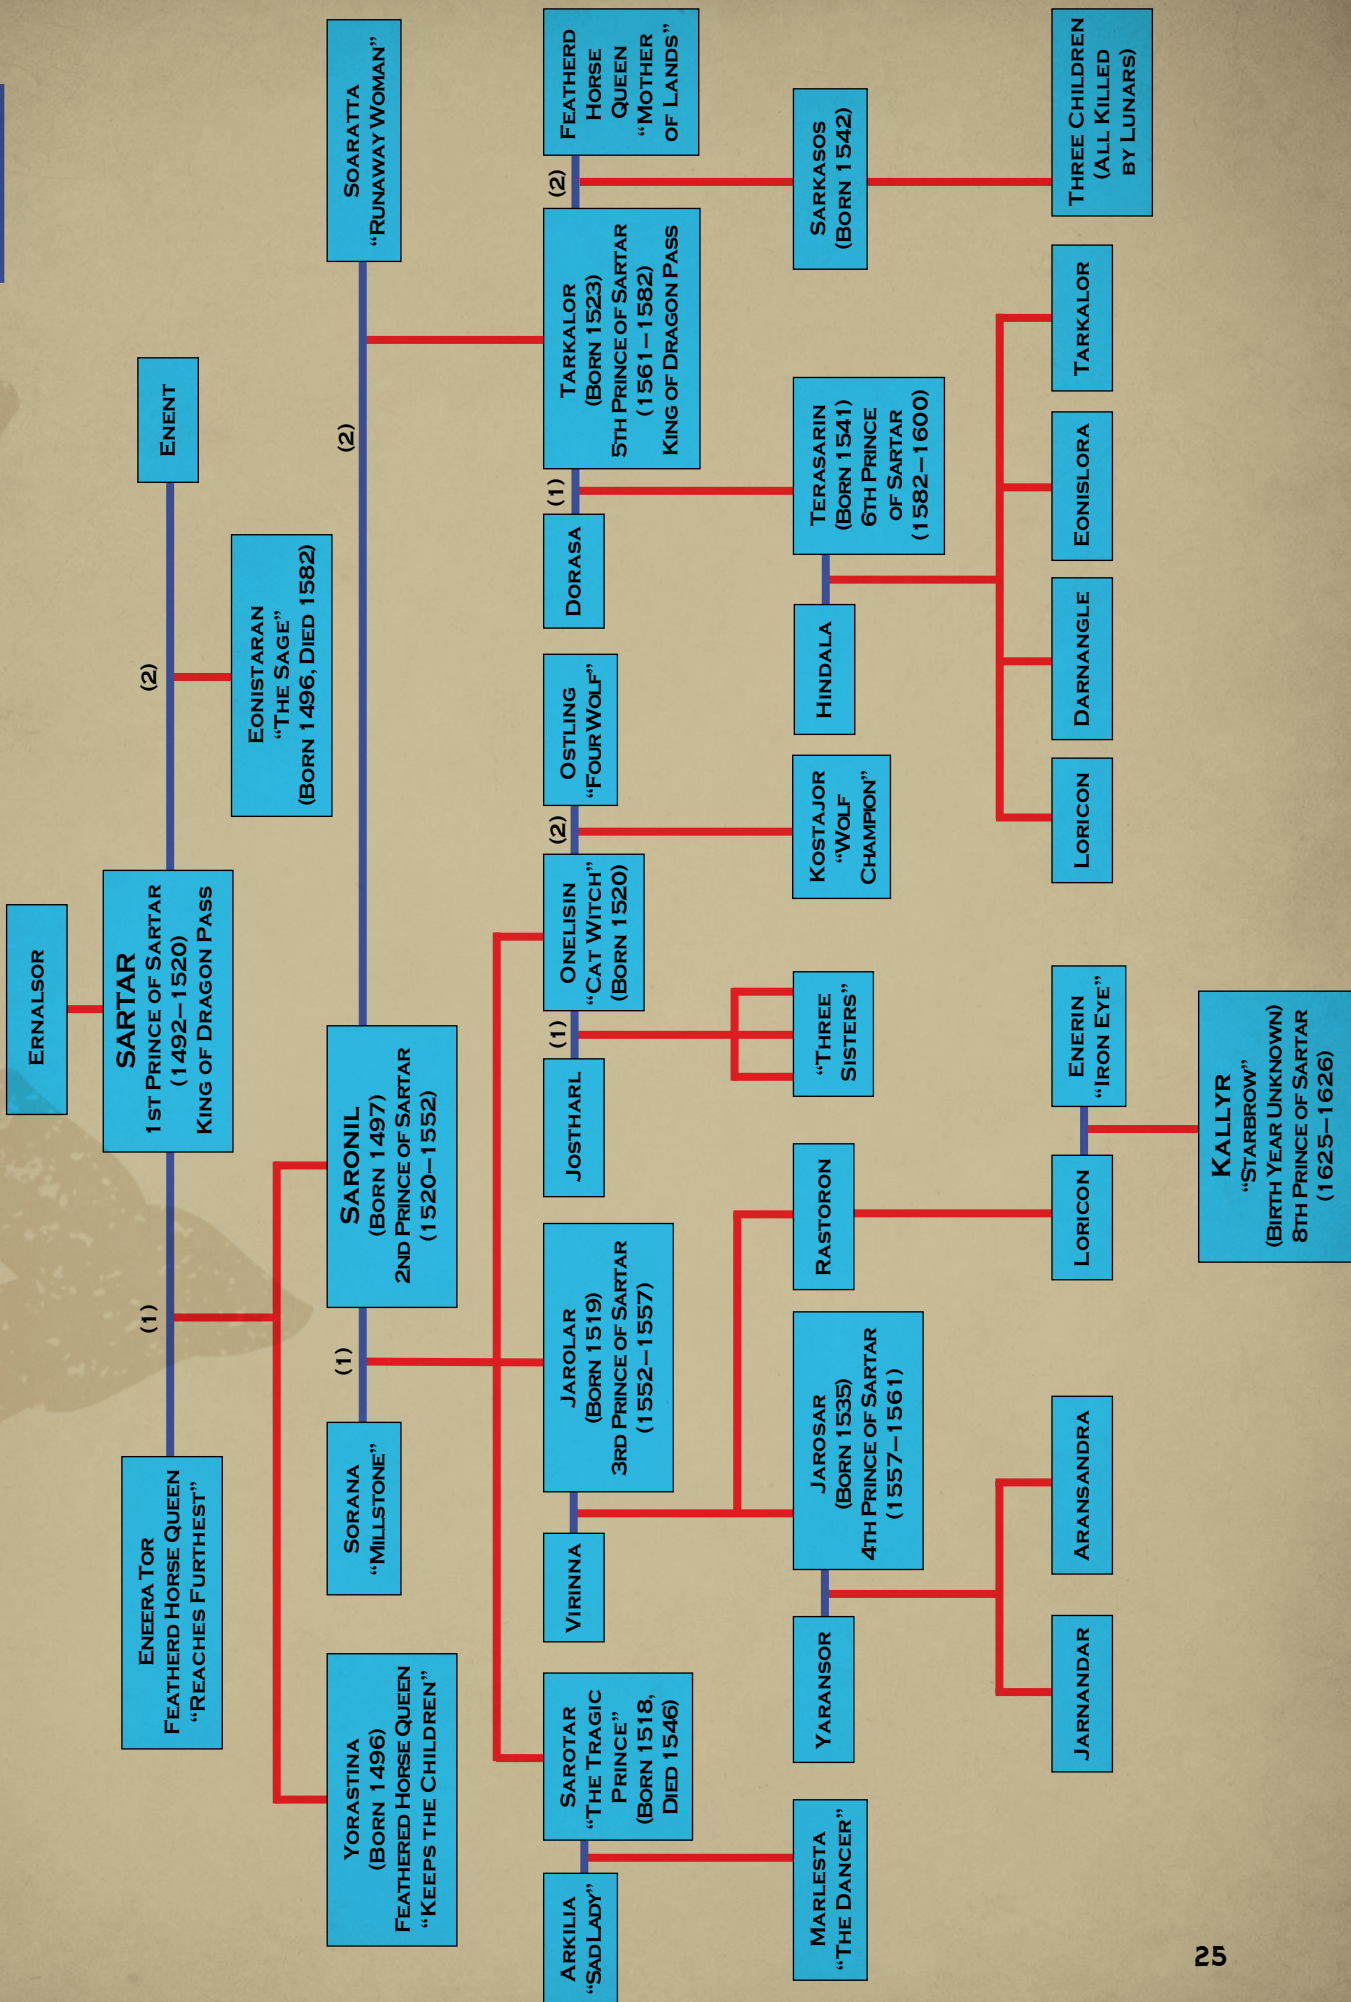 ERNALSOR
ENEERA TOR
FEATHERD HORSE QUEEN
“REACHES FURTHEST”
(1)
SARTAR
1ST PRINCE OF SARTAR
(1492–1520)
KING OF DRAGON PASS
(2)
ENENT
EONISTARAN
“THE SAGE”
(BORN 1496, DIED 1582)
YORASTINA
(BORN 1496)
FEATHERED HORSE QUEEN
“KEEPS THE CHILDREN”
SORANA
“MILLSTONE”
(1)
SARONIL
(BORN 1497)
2ND PRINCE OF SARTAR
(1520–1552)
(2)
SOARATTA
“RUNAWAY WOMAN”
ARKILIA
“SAD LADY”
SAROTAR
“THE TRAGIC
PRINCE”
(BORN 1518,
DIED 1546)
VIRINNA
JAROLAR
(BORN 1519)
3RD PRINCE OF SARTAR
(1552–1557)
JOSTHARL
(1)
ONELISIN
“CAT WITCH”
(BORN 1520)
(2)
OSTLING
“FOUR WOLF”
DORASA
(1)
TARKALOR
(BORN 1523)
5TH PRINCE OF SARTAR
(1561–1582)
KING OF DRAGON PASS
(2)
FEATHERD
HORSE
QUEEN
“MOTHER
OF LANDS”
MARLESTA
“THE DANCER”
YARANSOR
JAROSAR
(BORN 1535)
4TH PRINCE OF SARTAR
(1557–1561)
RASTORON
“THREE
SISTERS”
KOSTAJOR
“WOLF
CHAMPION”
HINDALA
TERASARIN
(BORN 1541)
6TH PRINCE
OF SARTAR
(1582–1600)
SARKASOS
(BORN 1542)
JARNANDAR
ARANSANDRA
LORICON
ENERIN
“IRON EYE”
LORICON
DARNANGLE
EONISLORA
TARKALOR
THREE CHILDREN
(ALL KILLED
BY LUNARS)
KALLYR
“STARBROW”
(BIRTH YEAR UNKNOWN)
8TH PRINCE OF SARTAR
(1625–1626)
25